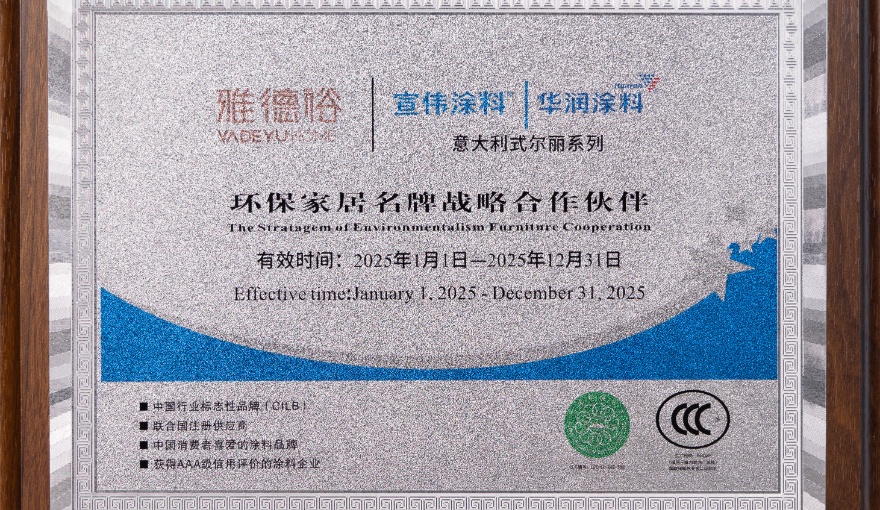 雅德裕
VADEYU HOME
宣伟涂料™
华润涂料
意大利式尔丽系列
环保家居名牌战略合作伙伴
The Stratagem of Environmentalism Furniture Cooperation
有效时间：2025年1月1日—2025年12月31日
Effective time:January 1, 2025 - December 31, 2025
■ 中国行业标志性品牌（CILB）
■ 联合国注册供应商
■ 中国消费者喜爱的涂料品牌
■ 获得AAA级信用评价的涂料企业